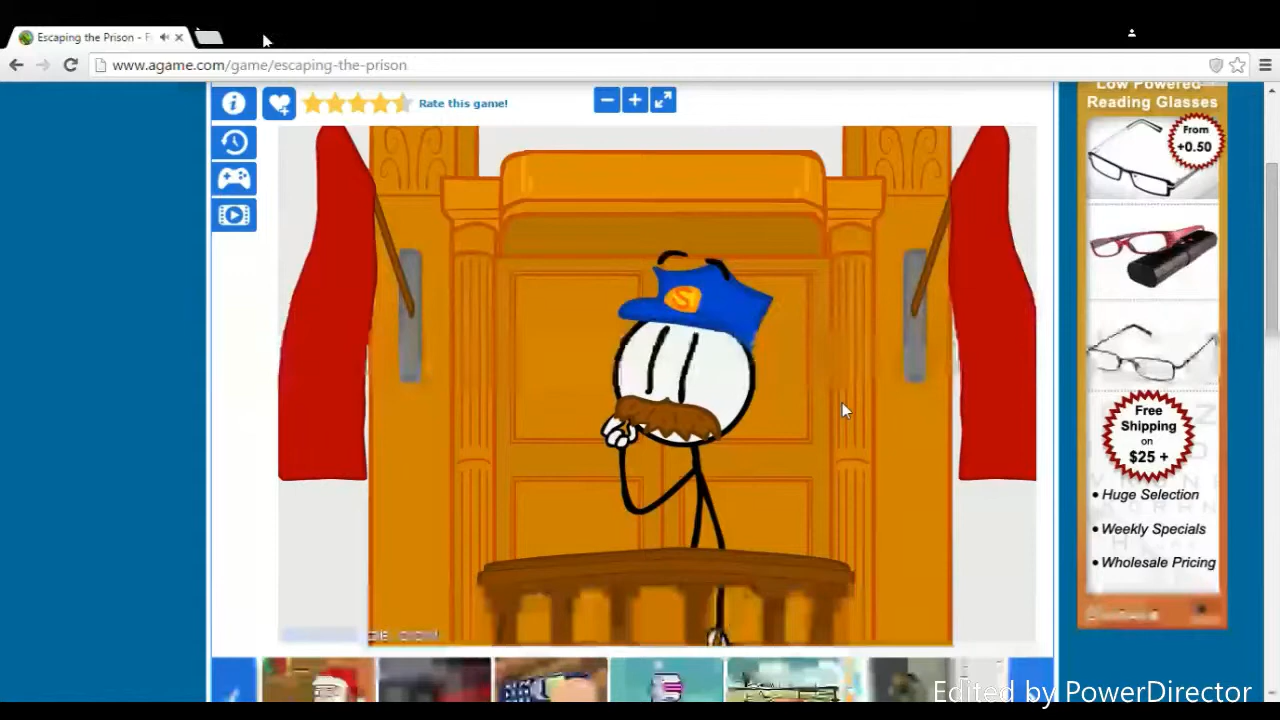 Escaping the Prison - F
www.agame.com/game/escaping-the-prison
Rate this game!
Low Powered
Reading Glasses
From
+0.50
S
Free
Shipping
on
$25 +
• Huge Selection
• Weekly Specials
• Wholesale Pricing
Edited by PowerDirector